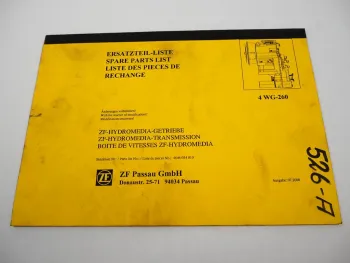 ERSATZTEIL-LISTE
SPARE PARTS LIST
LISTE DES PIECES DE
RECHANGE
4 WG-260
ZF-HYDROMEDIA-GETRIEBE
ZF-HYDROMEDIA-TRANSMISSION
BOITE DE VITESSES ZF-HYDROMEDIA
526-A
ZF
ZF Passau GmbH
Donaustr. 25-71 94034 Passau